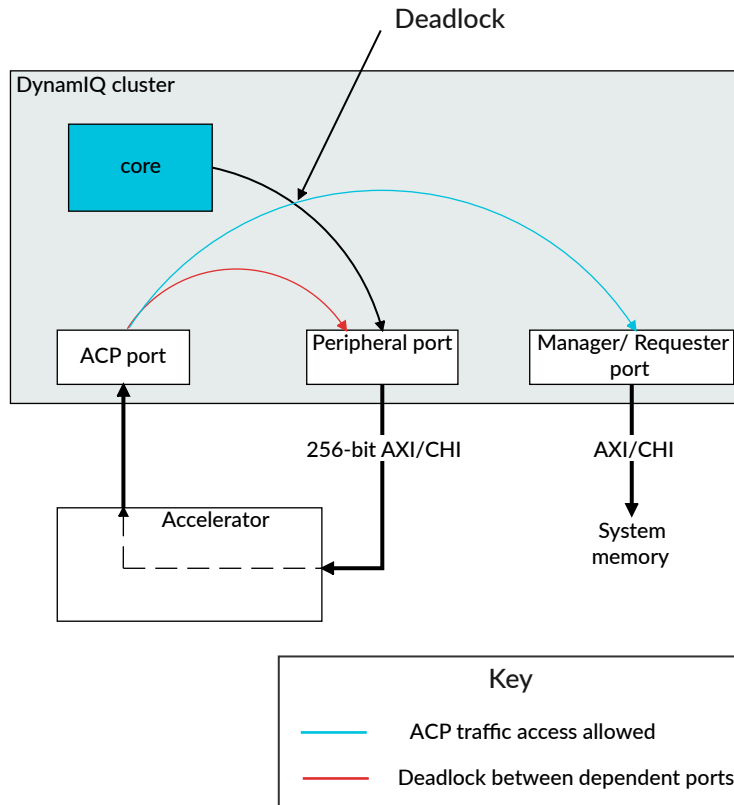 Deadlock
DynamIQ cluster
core
ACP port
Peripheral port
Manager/ Requester
port
256-bit AXI/CHI
AXI/CHI
Accelerator
System
memory
Key
ACP traffic access allowed
Deadlock between dependent ports